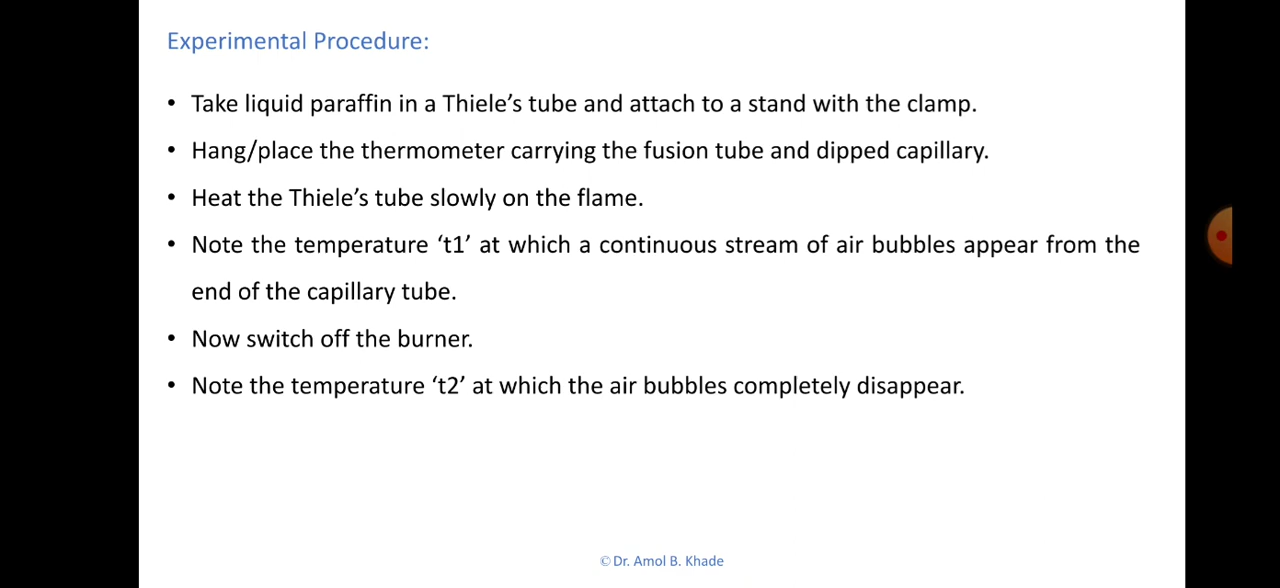 Experimental Procedure:
• Take liquid paraffin in a Thiele’s tube and attach to a stand with the clamp.
• Hang/place the thermometer carrying the fusion tube and dipped capillary.
• Heat the Thiele’s tube slowly on the flame.
• Note the temperature ‘t1’ at which a continuous stream of air bubbles appear from the
end of the capillary tube.
• Now switch off the burner.
• Note the temperature ‘t2’ at which the air bubbles completely disappear.
© Dr. Amol B. Khade